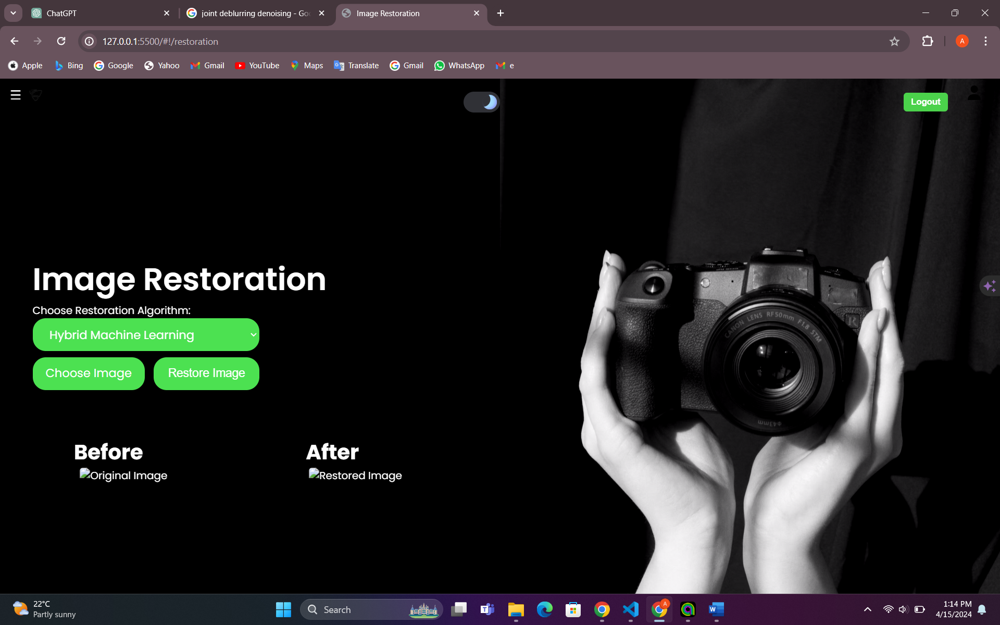 ChatGPT
joint deblurring denoising - Goo
Image Restoration
127.0.0.1:5500/#!/restoration
A
Apple
Bing
Google
Yahoo
Gmail
YouTube
Maps
Translate
Gmail
WhatsApp
e
Logout
Image Restoration
Choose Restoration Algorithm:
Hybrid Machine Learning
Choose Image
Restore Image
Before
After
Original Image
Restored Image
CANON LENS RF50mm F1.8 STM
R
Φ43mm
22°C
Partly sunny
Search
A
1:14 PM
4/15/2024